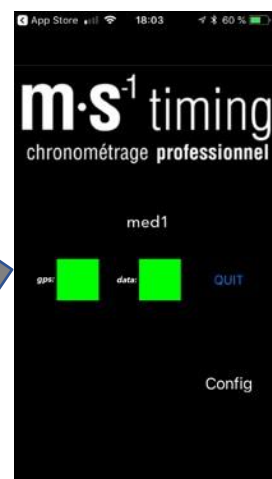 App Store 18:03 60 %
m·s⁻¹ timing
chronométrage professionnel
med1
gps: data: QUIT
Config